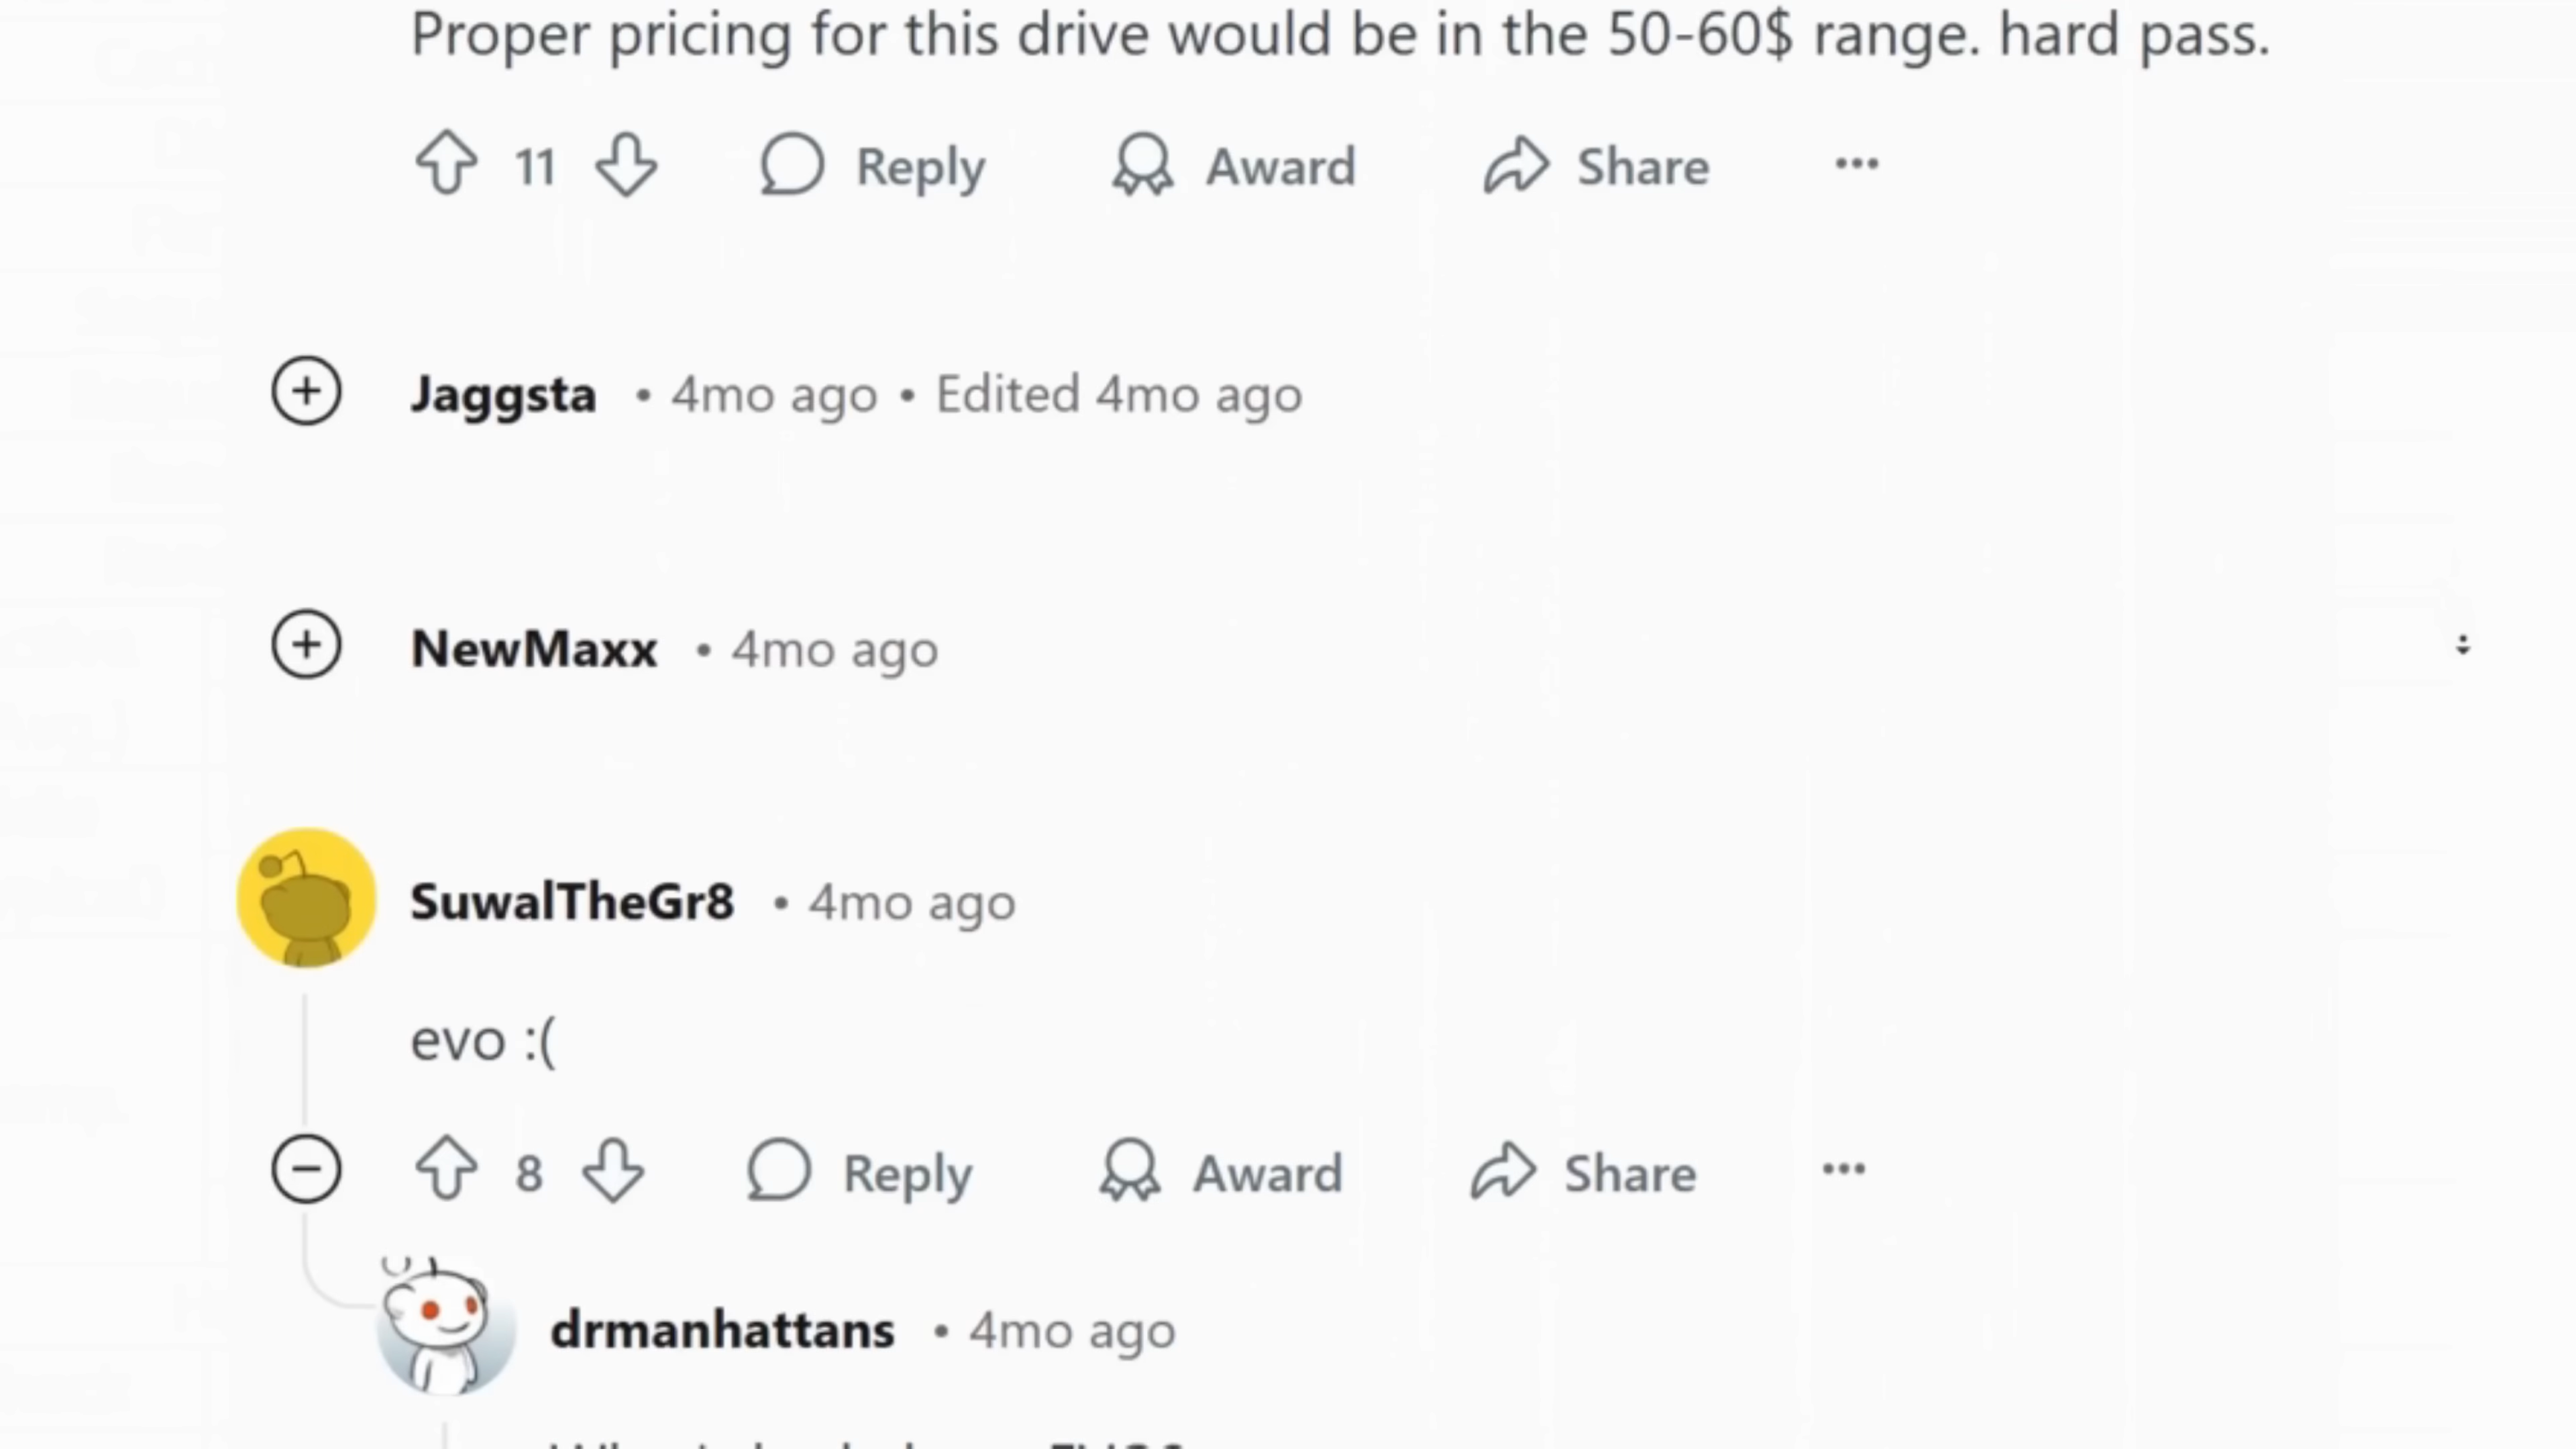 Proper pricing for this drive would be in the 50-60$ range. hard pass.
11 Reply Award Share ...
Jaggsta • 4mo ago • Edited 4mo ago
NewMaxx • 4mo ago
SuwalTheGr8 • 4mo ago
evo :(
8 Reply Award Share ...
drmanhattans • 4mo ago